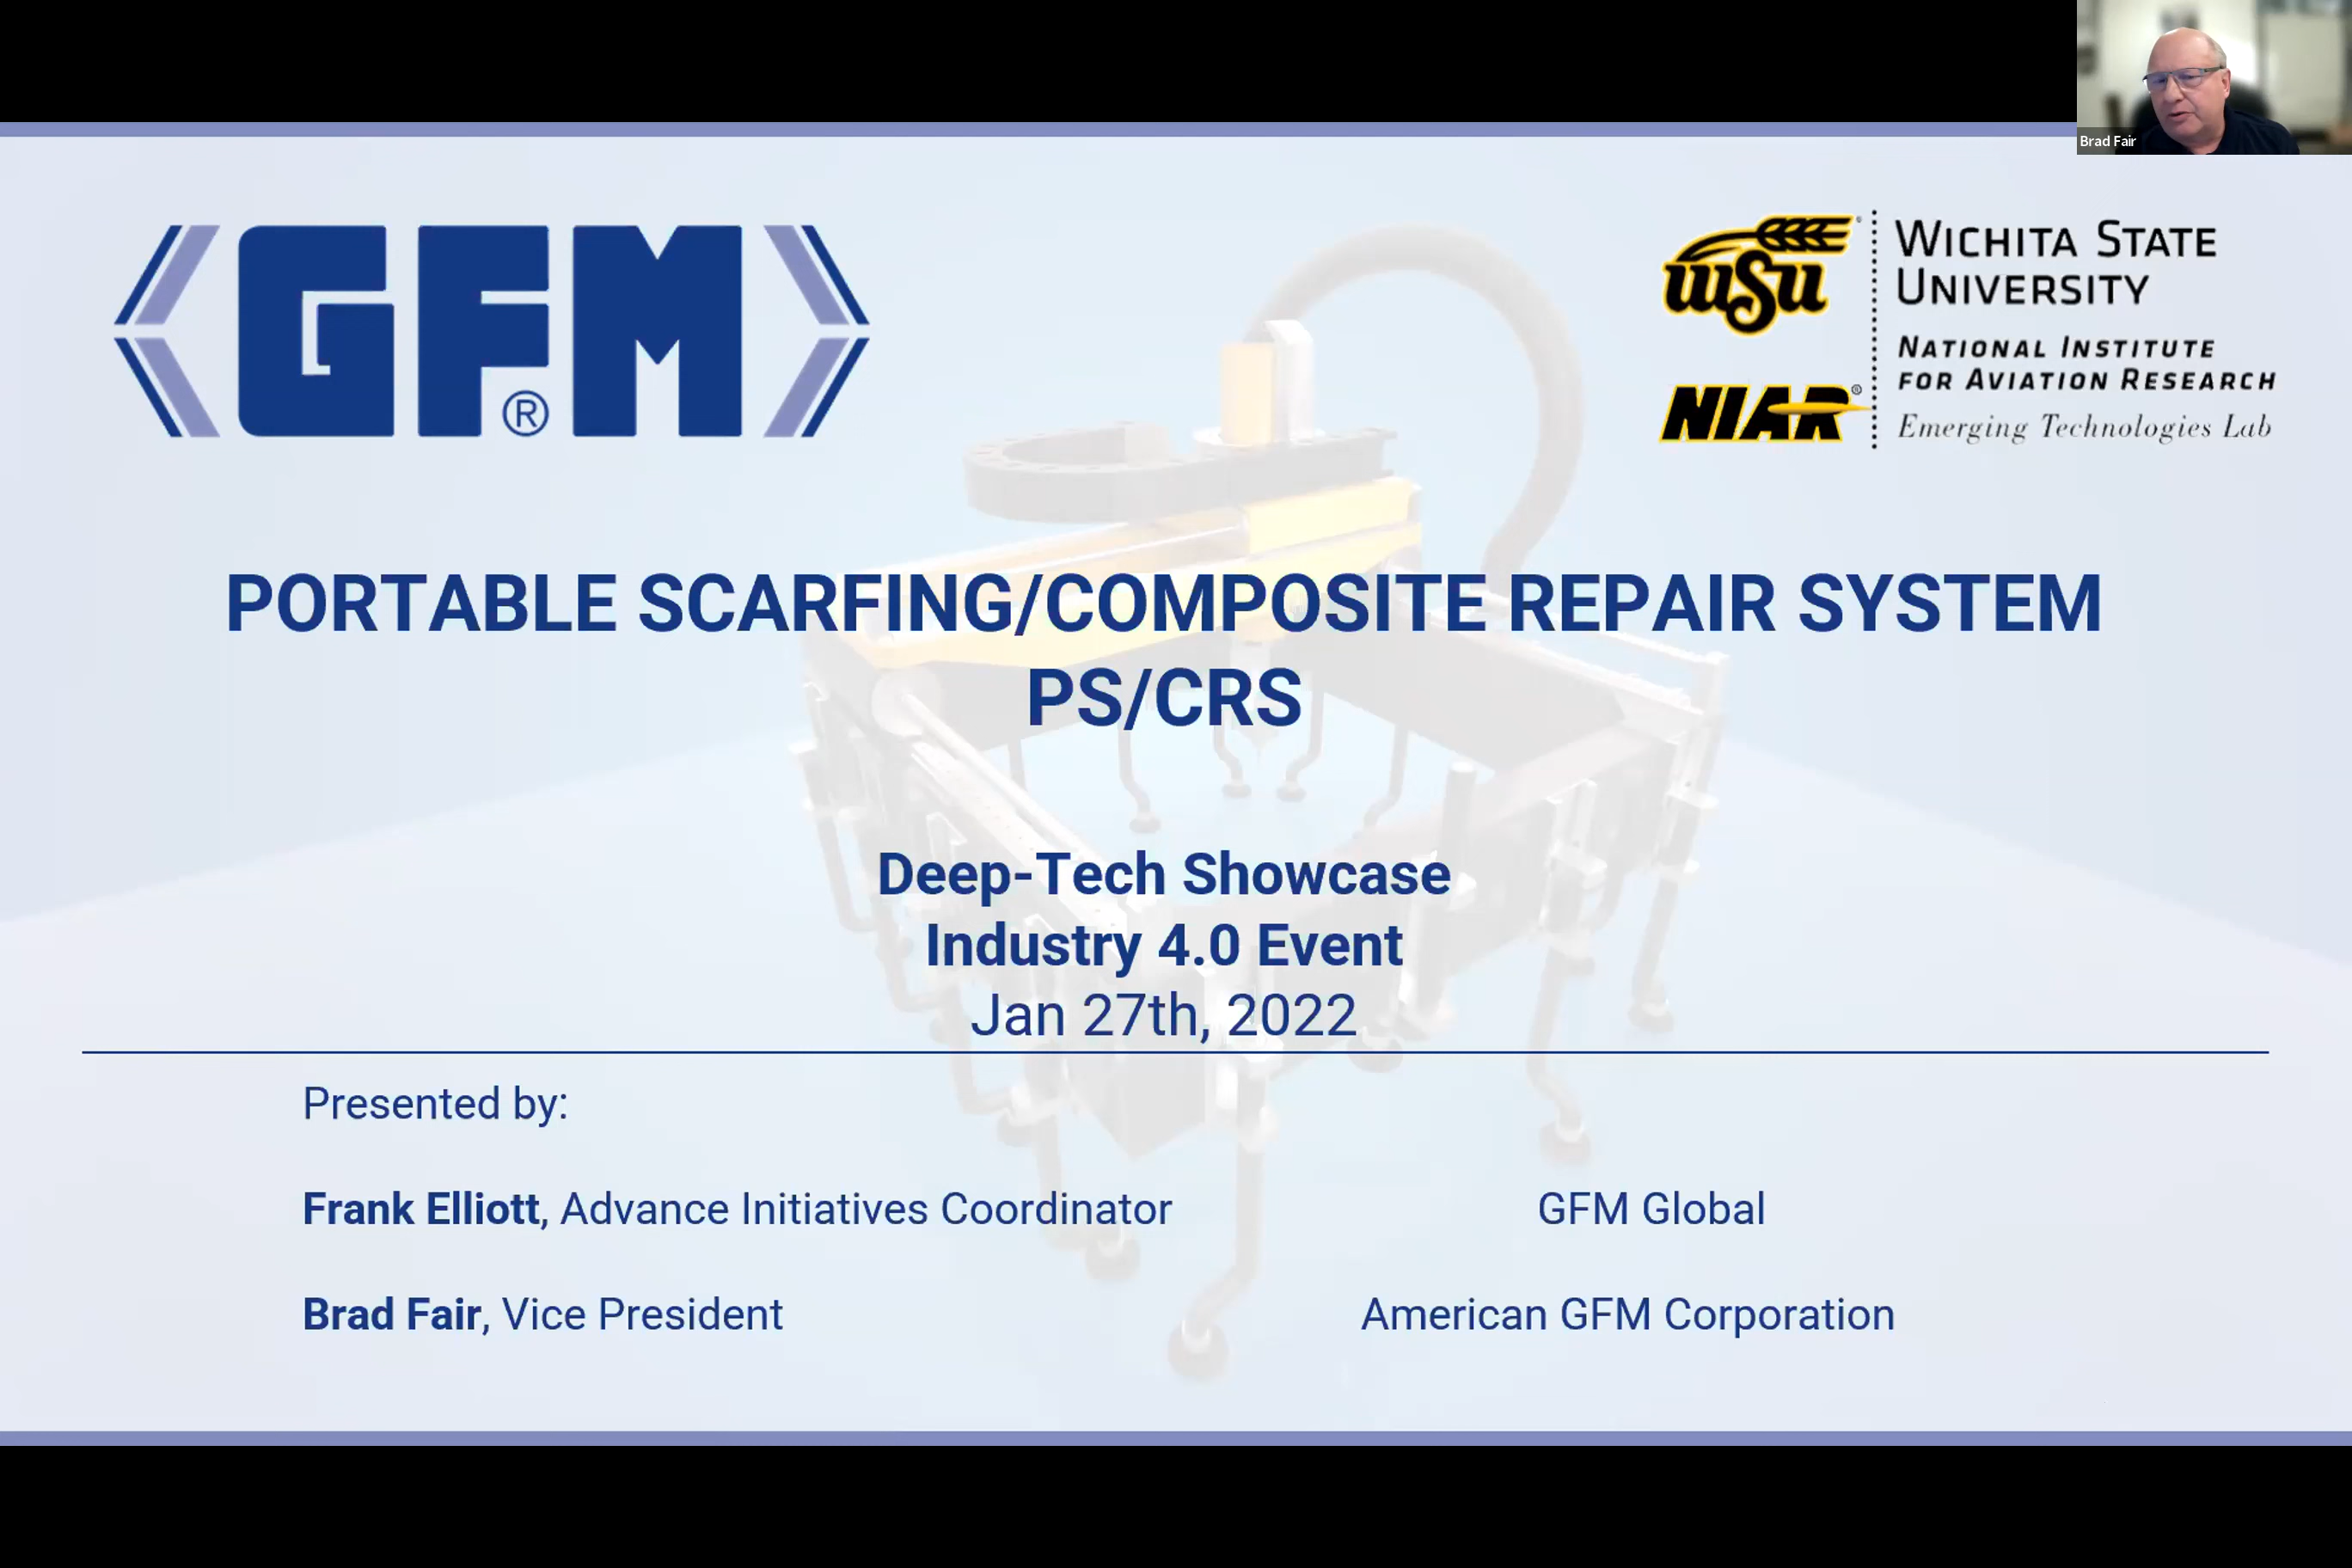 Brad Fair
GFM
®
WSU
WICHITA STATE
UNIVERSITY
NIAR®
NATIONAL INSTITUTE
FOR AVIATION RESEARCH
Emerging Technologies Lab
PORTABLE SCARFING/COMPOSITE REPAIR SYSTEM
PS/CRS
Deep-Tech Showcase
Industry 4.0 Event
Jan 27th, 2022
Presented by:
Frank Elliott, Advance Initiatives Coordinator GFM Global
Brad Fair, Vice President American GFM Corporation